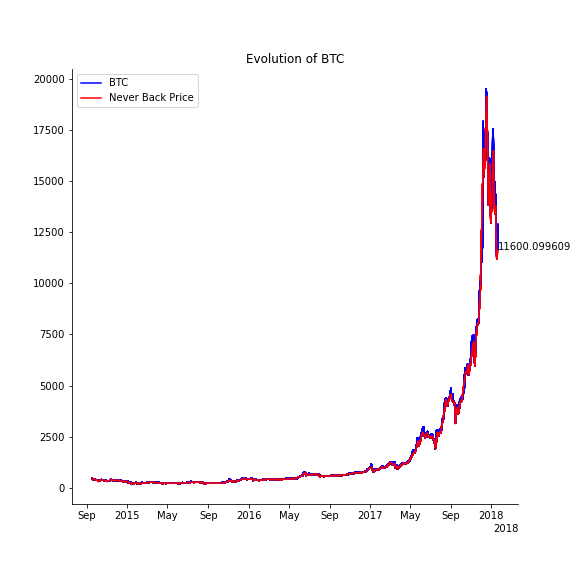 Evolution of BTC
BTC
Never Back Price
20000
17500
15000
12500
10000
7500
5000
2500
0
11600.099609
Sep 2015 May Sep 2016 May Sep 2017 May Sep 2018
2018